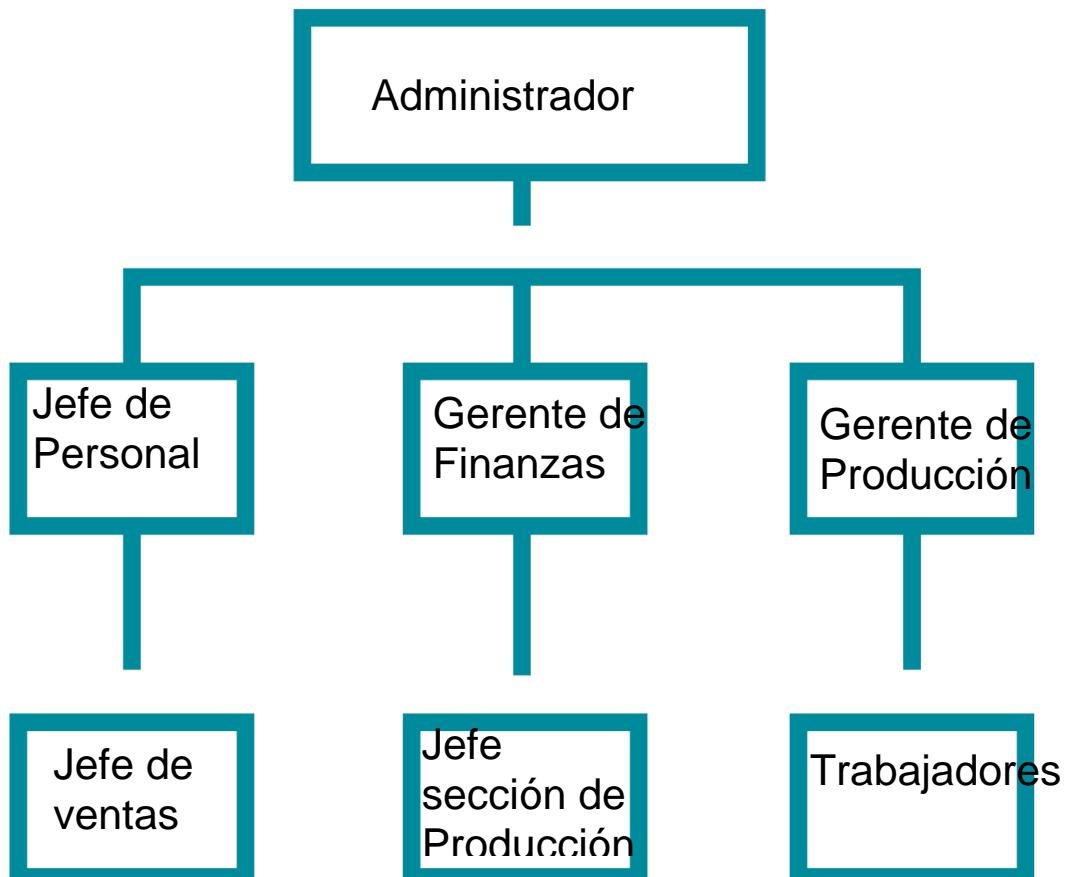 Administrador
Jefe de
Personal
Gerente de
Finanzas
Gerente de
Producción
Jefe de
ventas
Jefe
sección de
Producción
Trabajadores